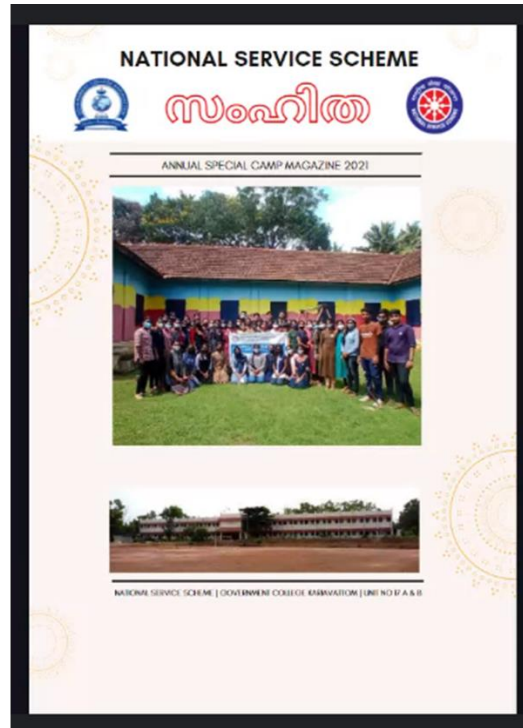 NATIONAL SERVICE SCHEME
സംഹിത
ANNUAL SPECIAL CAMP MAGAZINE 2021
NATIONAL SERVICE SCHEME | GOVERNMENT COLLEGE KARIAVATTOM | UNIT NO 17 A & B